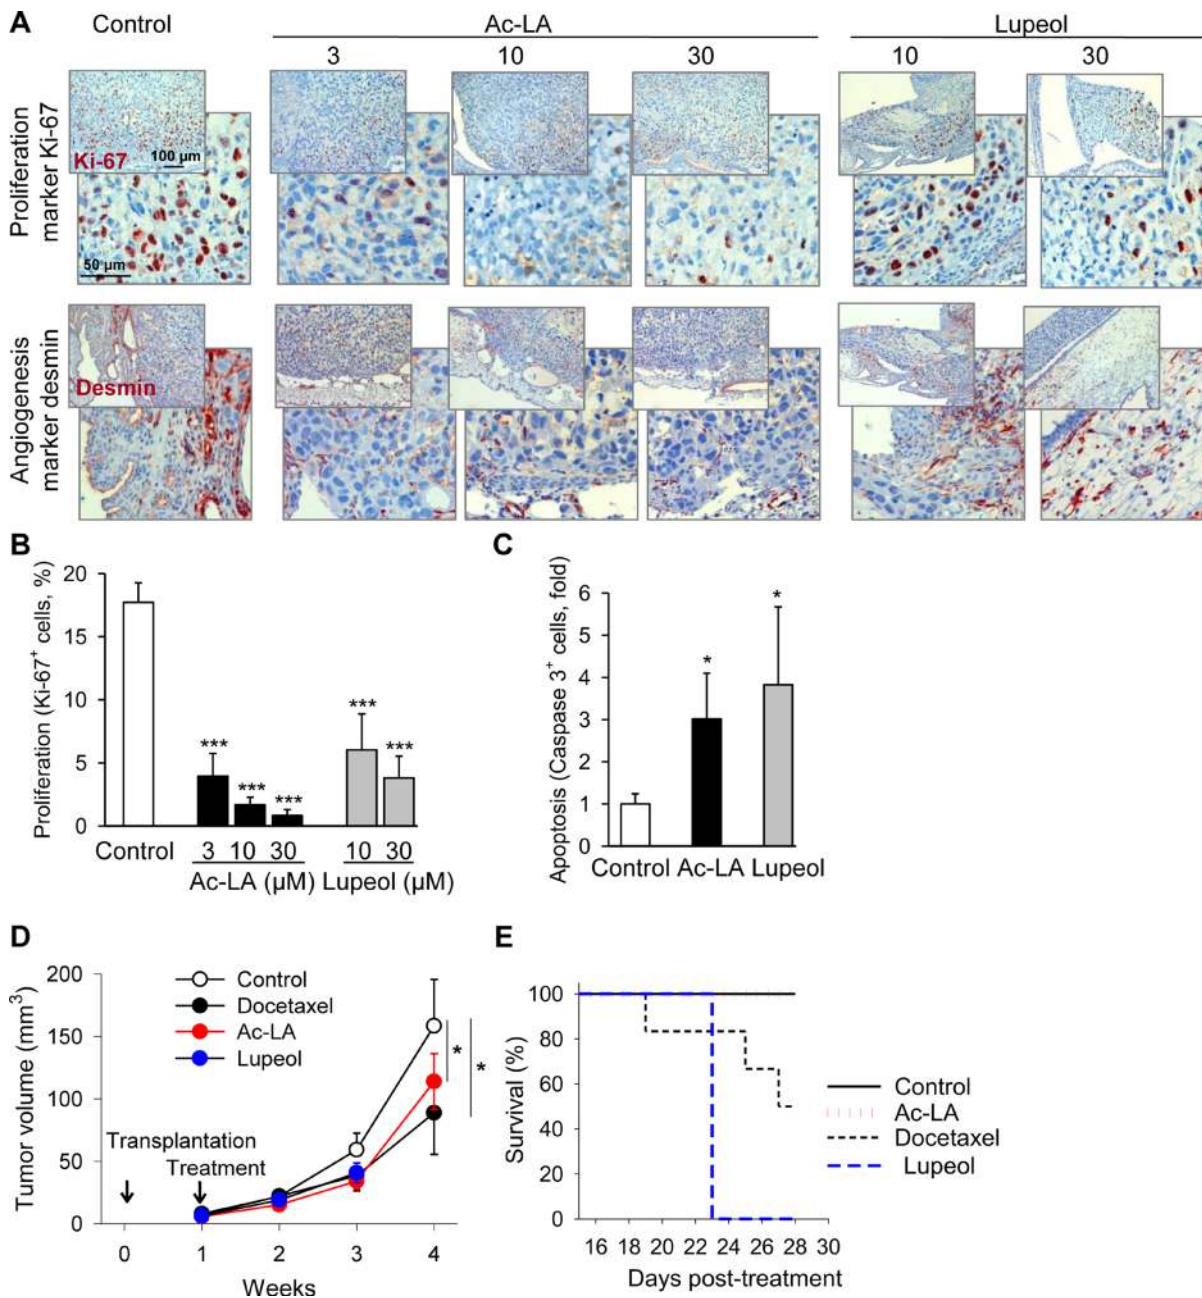 A
Control
Ac-LA
Lupeol
3
10
30
10
30
Proliferation
marker Ki-67
Ki-67
100 µm
50 µm
Angiogenesis
marker desmin
Desmin
B
Proliferation (Ki-67+ cells, %)
20
15
10
5
0
***
***
***
***
***
Control
3 10 30
10 30
Ac-LA (µM)
Lupeol (µM)
C
Apoptosis (Caspase 3+ cells, fold)
6
5
4
3
2
1
0
*
*
Control Ac-LA Lupeol
D
Tumor volume (mm3)
200
150
100
50
0
Control
Docetaxel
Ac-LA
Lupeol
*
*
Transplantation
Treatment
0 1 2 3 4
Weeks
E
Survival (%)
100
80
60
40
20
0
Control
Ac-LA
Docetaxel
Lupeol
16 18 20 22 24 26 28 30
Days post-treatment